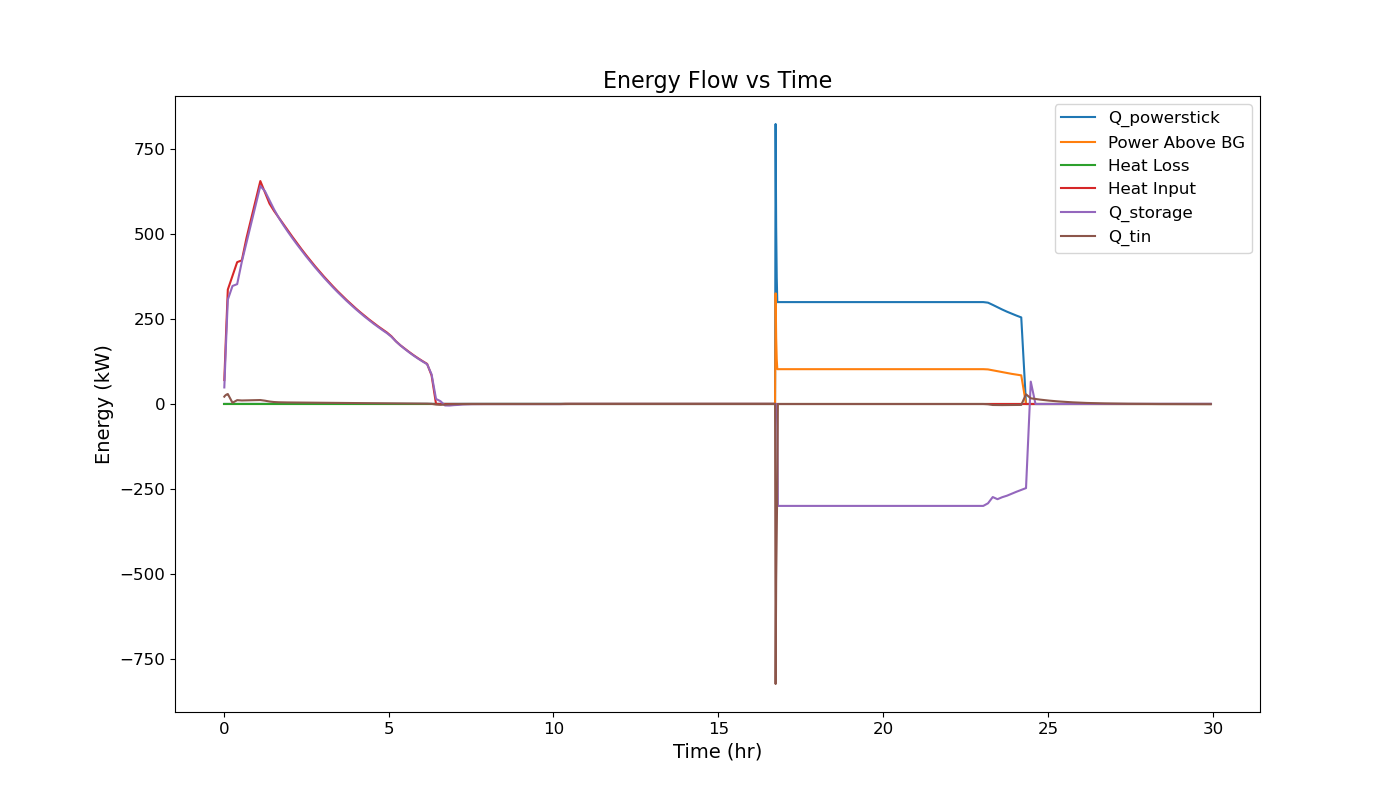 Energy Flow vs Time
Q_powerstick
Power Above BG
Heat Loss
Heat Input
Q_storage
Q_tin
Energy (kW)
750
500
250
0
−250
−500
−750
0 5 10 15 20 25 30
Time (hr)